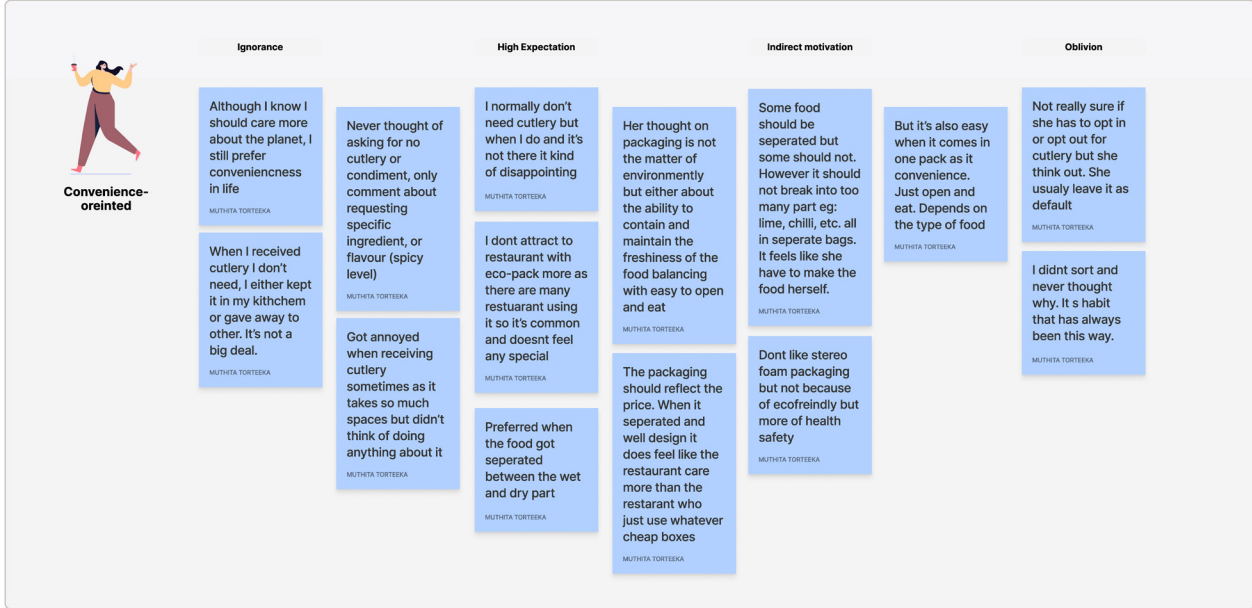 Ignorance
High Expectation
Indirect motivation
Oblivion
Convenience-
oreinted
Although I know I
should care more
about the planet, I
still prefer
conveniencness
in life
MUTHITA TORTEEKA
When I received
cutlery I don't
need, I either kept
it in my kithchem
or gave away to
other. It's not a
big deal.
MUTHITA TORTEEKA
Never thought of
asking for no
cutlery or
condiment, only
comment about
requesting
specific
ingredient, or
flavour (spicy
level)
MUTHITA TORTEEKA
Got annoyed
when receiving
cutlery
sometimes as it
takes so much
spaces but didn't
think of doing
anything about it
MUTHITA TORTEEKA
I normally don't
need cutlery but
when I do and it's
not there it kind
of disappointing
MUTHITA TORTEEKA
I dont attract to
restaurant with
eco-pack more as
there are many
restuarant using
it so it's common
and doesnt feel
any special
MUTHITA TORTEEKA
Preferred when
the food got
seperated
between the wet
and dry part
MUTHITA TORTEEKA
Her thought on
packaging is not
the matter of
environmently
but either about
the ability to
contain and
maintain the
freshiness of the
food balancing
with easy to open
and eat
MUTHITA TORTEEKA
The packaging
should reflect the
price. When it
seperated and
well design it
does feel like the
restaurant care
more than the
restarant who
just use whatever
cheap boxes
MUTHITA TORTEEKA
Some food
should be
seperated but
some should not.
However it should
not break into too
many part eg:
lime, chilli, etc. all
in seperate bags.
It feels like she
have to make the
food herself.
MUTHITA TORTEEKA
Dont like stereo
foam packaging
but not because
of ecofreindly but
more of health
safety
MUTHITA TORTEEKA
But it's also easy
when it comes in
one pack as it
convenience.
Just open and
eat. Depends on
the type of food
MUTHITA TORTEEKA
Not really sure if
she has to opt in
or opt out for
cutlery but she
think out. She
usualy leave it as
default
MUTHITA TORTEEKA
I didnt sort and
never thought
why. It s habit
that has always
been this way.
MUTHITA TORTEEKA